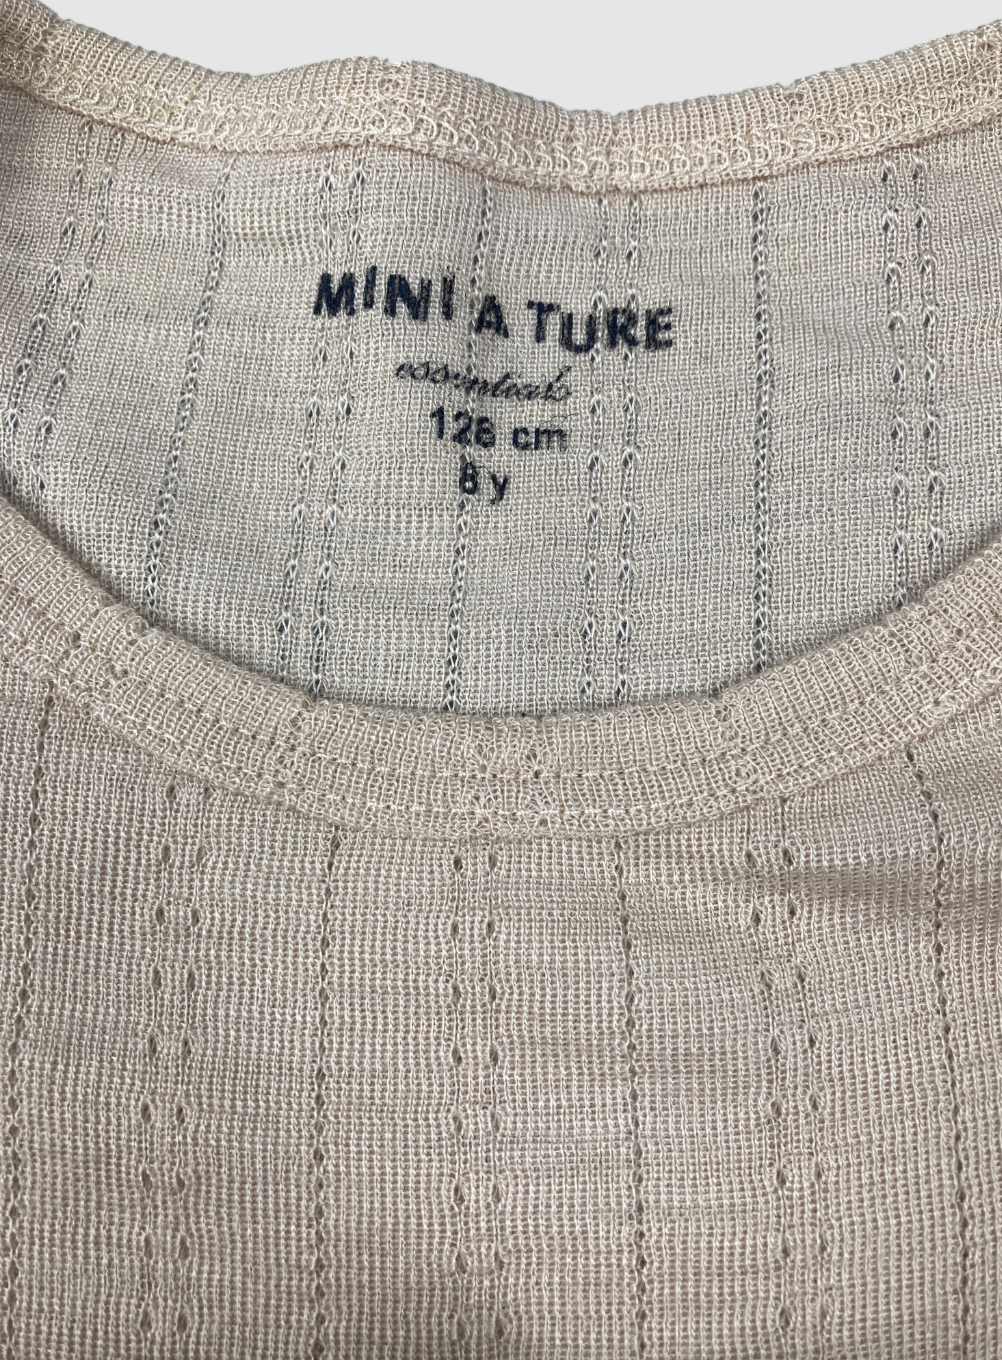 MINI A TURE
essentials
128 cm
8 y